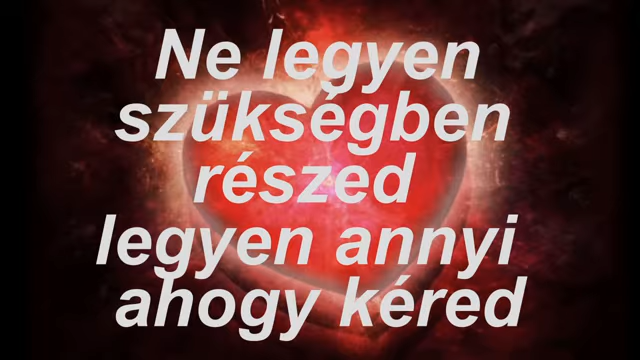 Ne legyen
szükségben
részed
legyen annyi
ahogy kéred